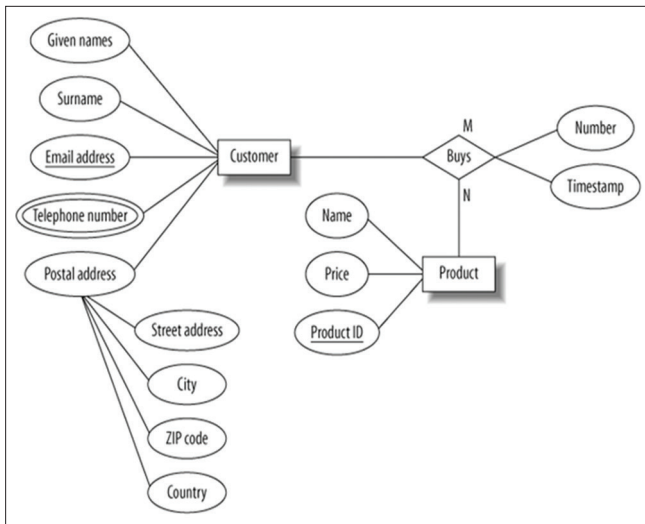 Given names
Surname
Email address
Telephone number
Postal address
Street address
City
ZIP code
Country
Customer
M
Buys
N
Number
Timestamp
Name
Price
Product ID
Product